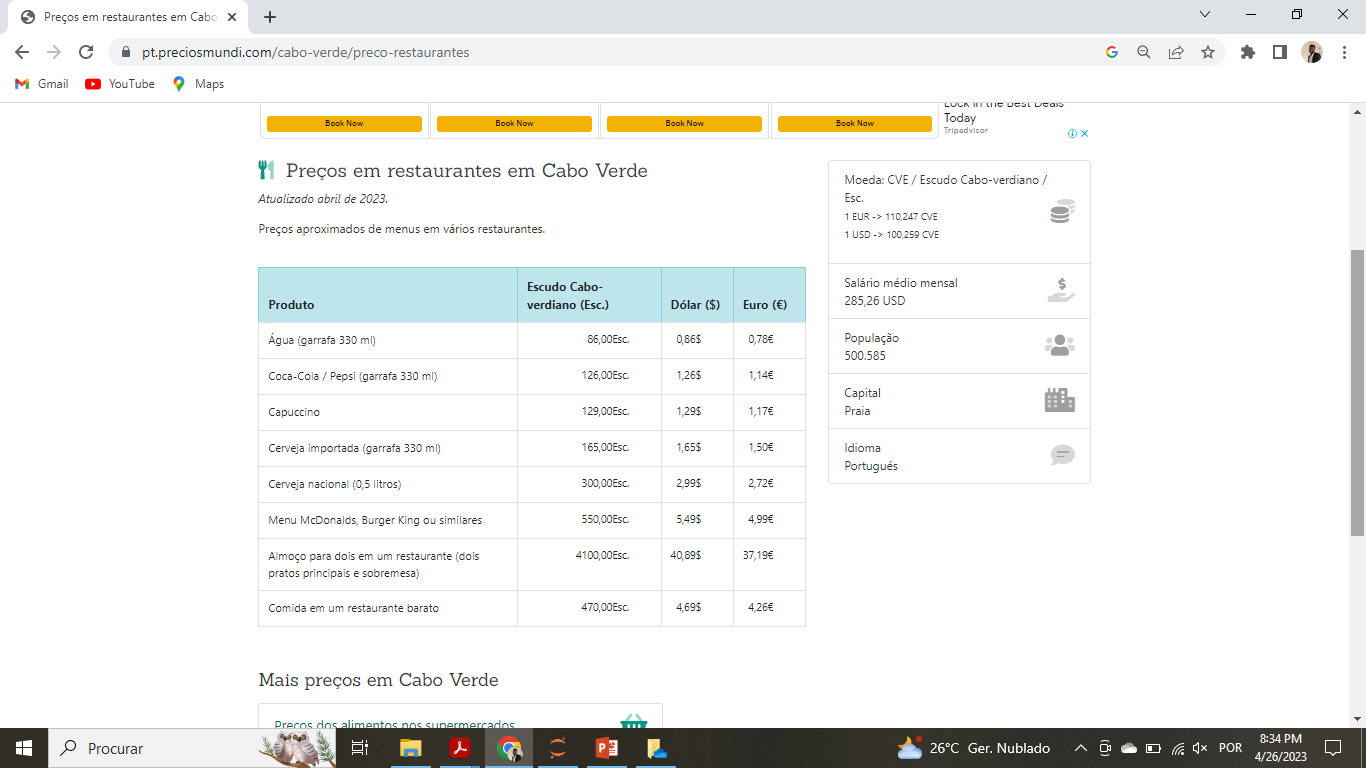 Preços em restaurantes em Cabo
pt.preciosmundi.com/cabo-verde/preco-restaurantes
Gmail YouTube Maps
Lock in the Best Deals
Today
Tripadvisor
Book Now Book Now Book Now Book Now
Preços em restaurantes em Cabo Verde
Atualizado abril de 2023.
Preços aproximados de menus em vários restaurantes.
Produto Escudo Cabo-
verdiano (Esc.) Dólar ($) Euro (€)
Água (garrafa 330 ml) 86,00Esc. 0,86$ 0,78€
Coca-Cola / Pepsi (garrafa 330 ml) 126,00Esc. 1,26$ 1,14€
Capuccino 129,00Esc. 1,29$ 1,17€
Cerveja importada (garrafa 330 ml) 165,00Esc. 1,65$ 1,50€
Cerveja nacional (0,5 litros) 300,00Esc. 2,99$ 2,72€
Menu McDonalds, Burger King ou similares 550,00Esc. 5,49$ 4,99€
Almoço para dois em um restaurante (dois 4100,00Esc. 40,89$ 37,19€
pratos principais e sobremesa)
Comida em um restaurante barato 470,00Esc. 4,69$ 4,26€
Moeda: CVE / Escudo Cabo-verdiano /
Esc.
1 EUR -> 110,247 CVE
1 USD -> 100,259 CVE
Salário médio mensal
285,26 USD
População
500.585
Capital
Praia
Idioma
Portugués
Mais preços em Cabo Verde
Preços dos alimentos nos supermercados
Procurar
26°C Ger. Nublado
POR
8:34 PM
4/26/2023